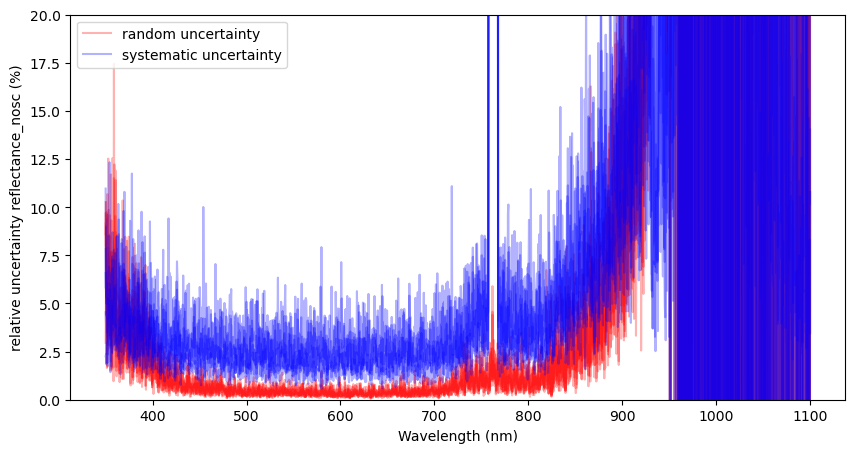 random uncertainty
systematic uncertainty
relative uncertainty reflectance_nosc (%)
20.0
17.5
15.0
12.5
10.0
7.5
5.0
2.5
0.0
400 500 600 700 800 900 1000 1100
Wavelength (nm)